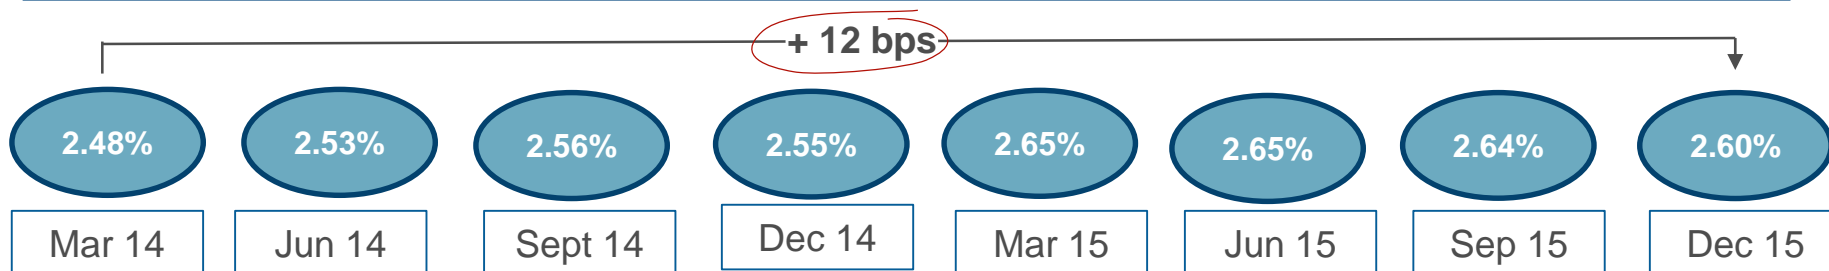 + 12 bps
2.48% 2.53% 2.56% 2.55% 2.65% 2.65% 2.64% 2.60%
Mar 14 Jun 14 Sept 14 Dec 14 Mar 15 Jun 15 Sep 15 Dec 15